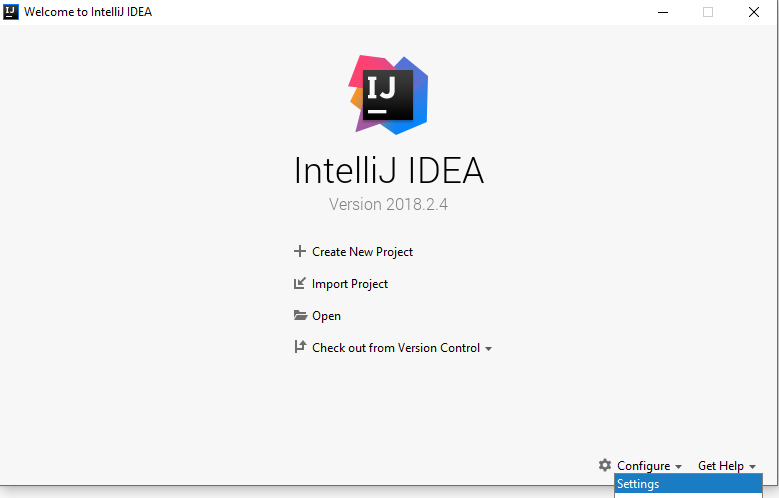 IJ Welcome to IntelliJ IDEA
IJ
IntelliJ IDEA
Version 2018.2.4
Create New Project
Import Project
Open
Check out from Version Control
Configure Get Help
Settings